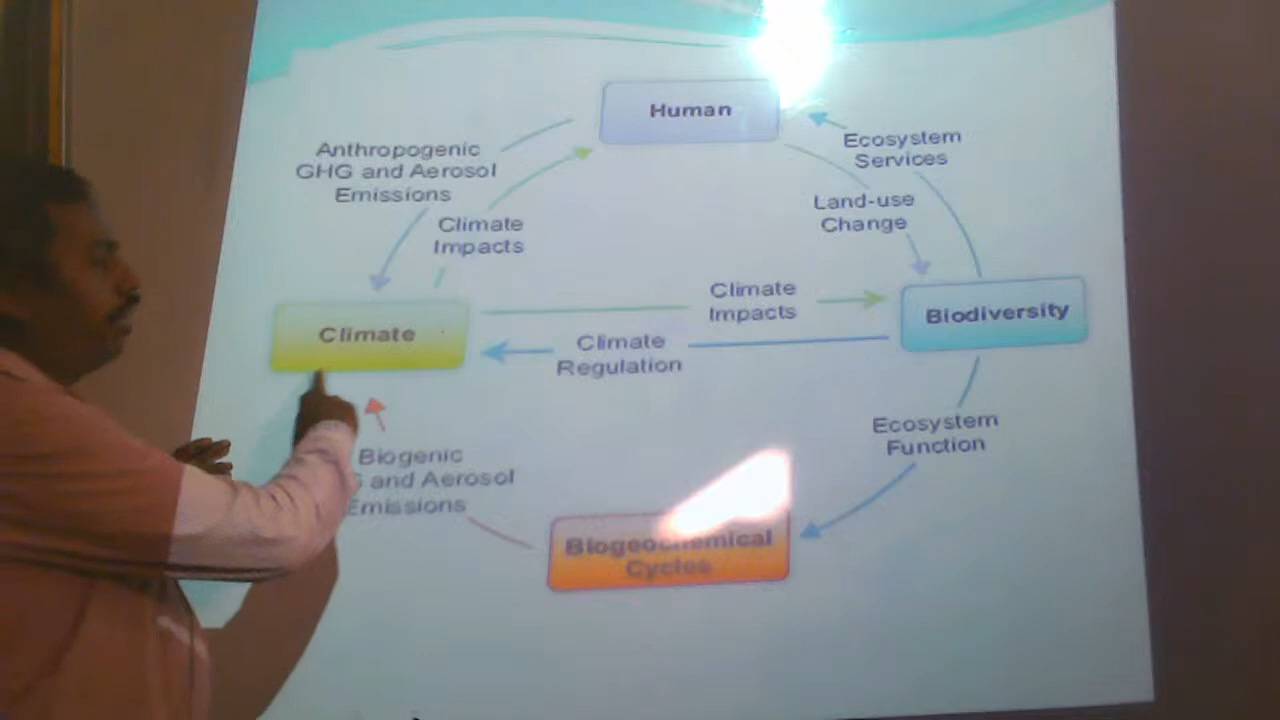 Human
Anthropogenic
GHG and Aerosol
Emissions
Ecosystem
Services
Climate
Impacts
Land-use
Change
Climate
Climate
Impacts
Biodiversity
Climate
Regulation
Ecosystem
Function
Biogenic
and Aerosol
Emissions
Biogeochemical
Cycles